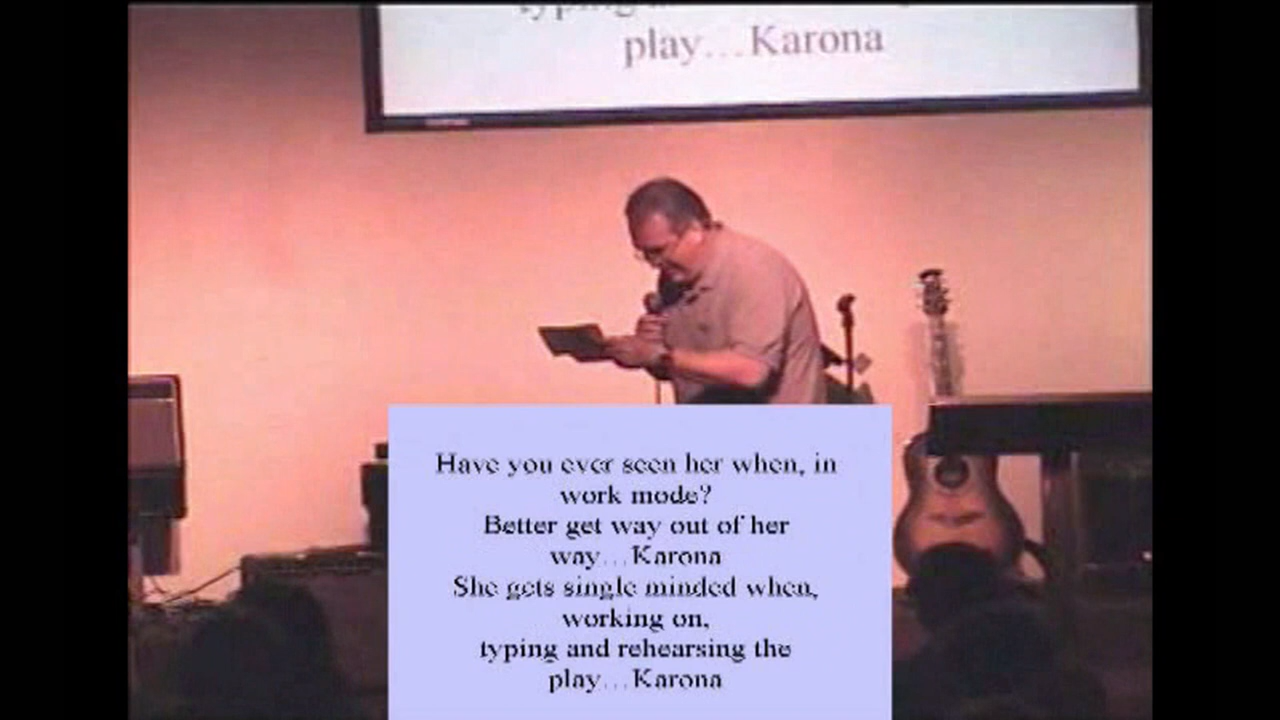 typing
play...Karona
Have you ever seen her when, in
work mode?
Better get way out of her
way...Karona
She gets single minded when,
working on,
typing and rehearsing the
play...Karona